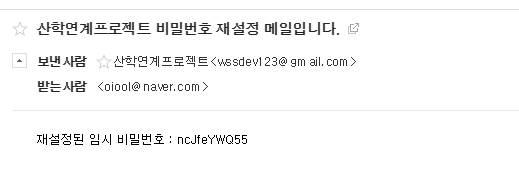 산학연계프로젝트 비밀번호 재설정 메일입니다.
보낸사람 산학연계프로젝트<wssdev123@gmail.com>
받는사람 <oiool@naver.com>
재설정된 임시 비밀번호 : ncJfeYWQ55